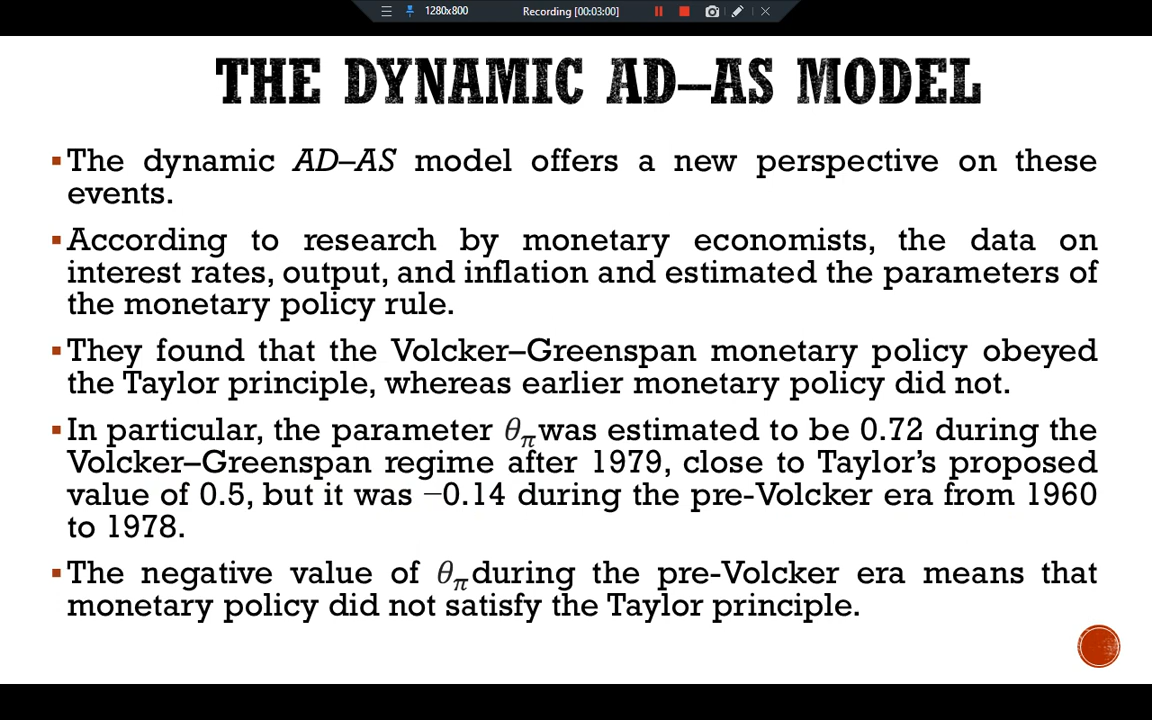 1280x800 Recording [00:03:00]
THE DYNAMIC AD–AS MODEL
▪The dynamic AD–AS model offers a new perspective on these
events.
▪According to research by monetary economists, the data on
interest rates, output, and inflation and estimated the parameters of
the monetary policy rule.
▪They found that the Volcker–Greenspan monetary policy obeyed
the Taylor principle, whereas earlier monetary policy did not.
▪In particular, the parameter θπ was estimated to be 0.72 during the
Volcker–Greenspan regime after 1979, close to Taylor’s proposed
value of 0.5, but it was −0.14 during the pre-Volcker era from 1960
to 1978.
▪The negative value of θπ during the pre-Volcker era means that
monetary policy did not satisfy the Taylor principle.